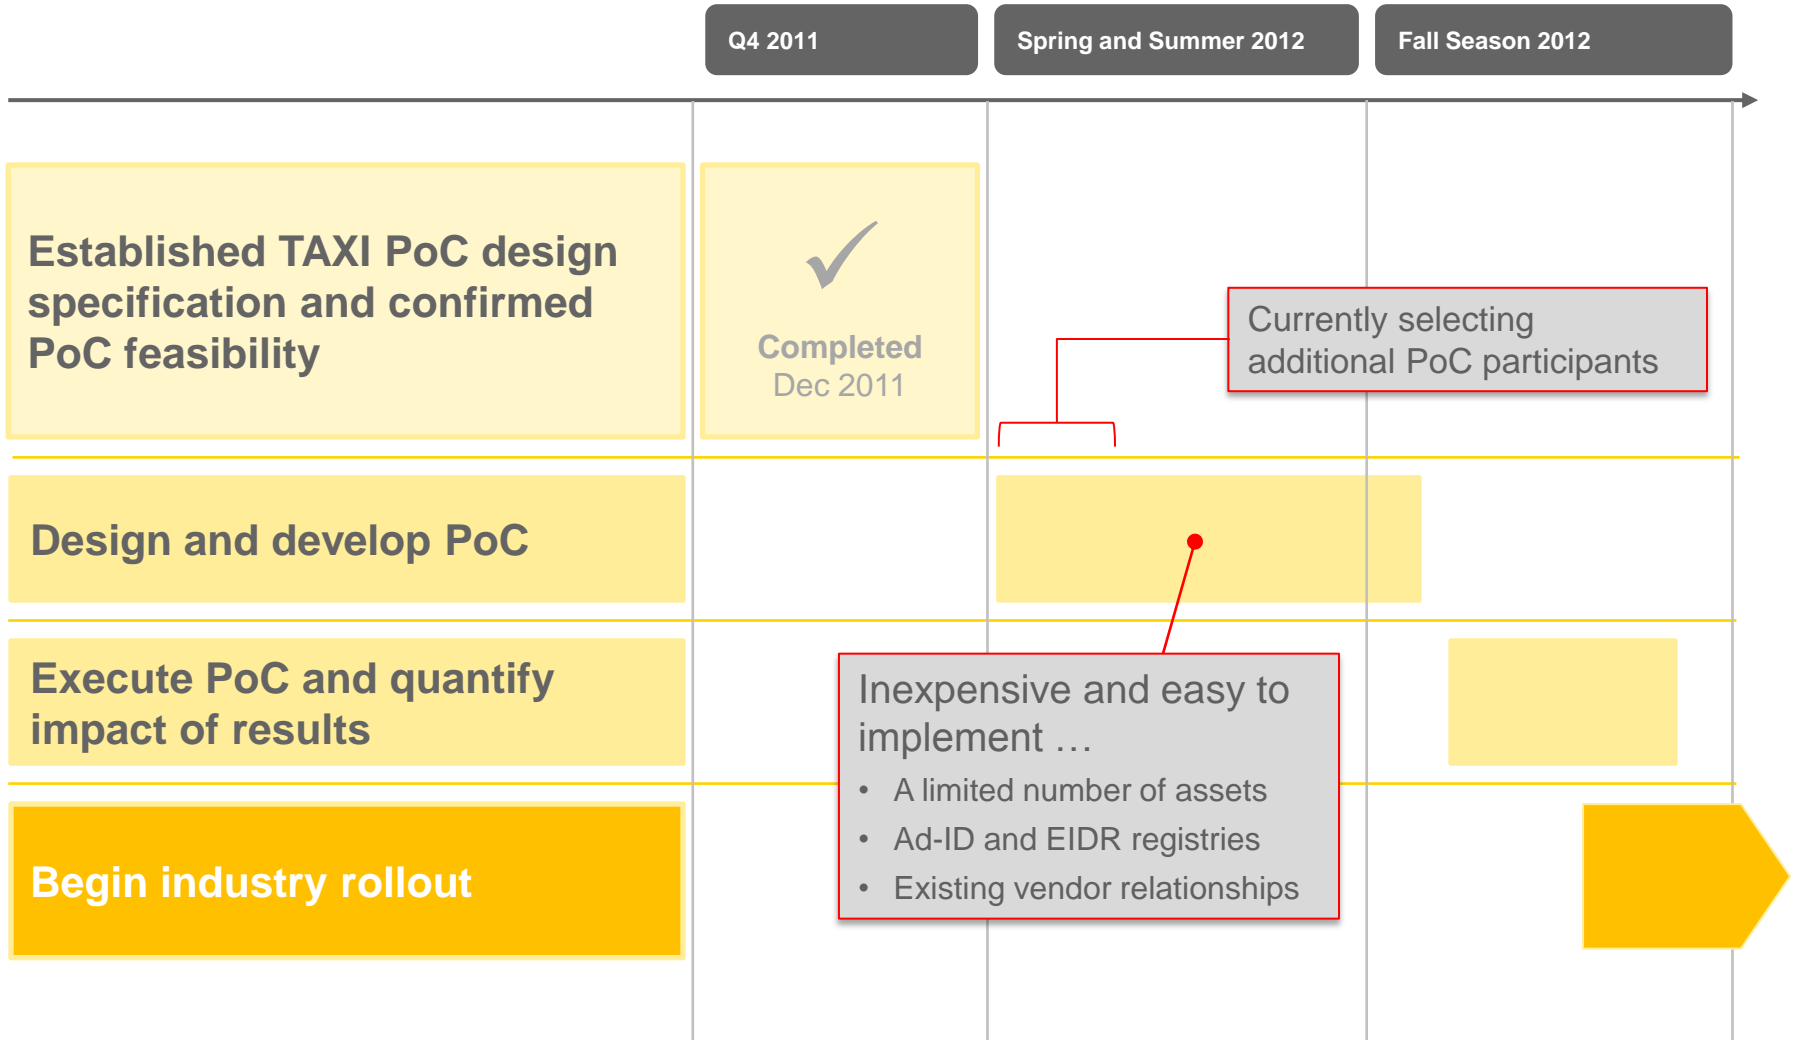 Q4 2011
Spring and Summer 2012
Fall Season 2012
Established TAXI PoC design
specification and confirmed
PoC feasibility
✓
Completed
Dec 2011
Currently selecting
additional PoC participants
Design and develop PoC
Execute PoC and quantify
impact of results
Inexpensive and easy to
implement …
• A limited number of assets
• Ad-ID and EIDR registries
• Existing vendor relationships
Begin industry rollout